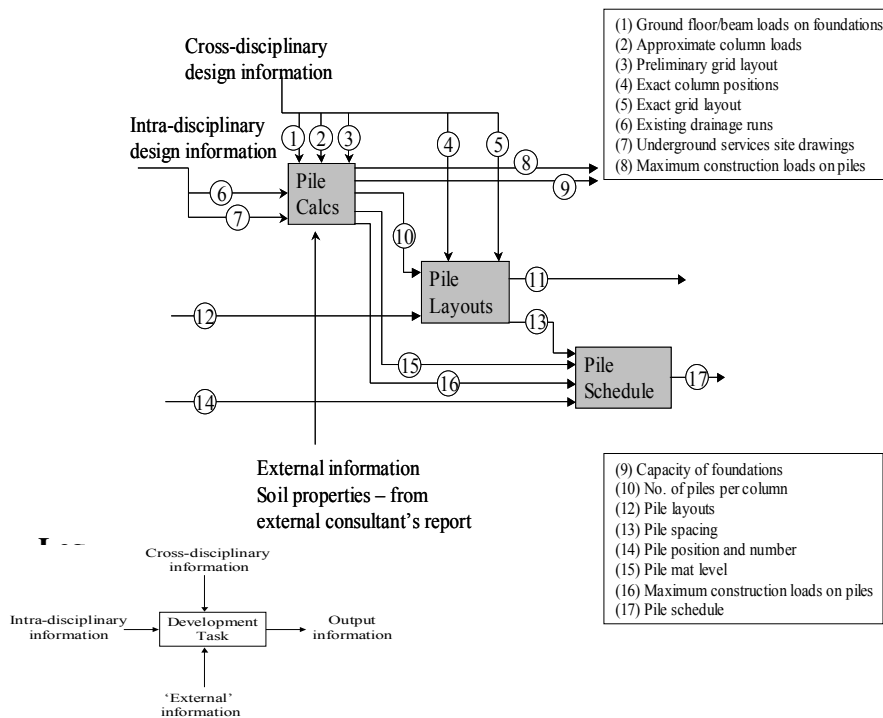 Cross-disciplinary
design information
(1) Ground floor/beam loads on foundations
(2) Approximate column loads
(3) Preliminary grid layout
(4) Exact column positions
(5) Exact grid layout
(6) Existing drainage runs
(7) Underground services site drawings
(8) Maximum construction loads on piles
Intra-disciplinary
design information
1
2
3
4
5
6
7
8
9
Pile
Calcs
10
Pile
Layouts
11
12
13
15
16
Pile
Schedule
17
14
External information
Soil properties – from
external consultant's report
(9) Capacity of foundations
(10) No. of piles per column
(12) Pile layouts
(13) Pile spacing
(14) Pile position and number
(15) Pile mat level
(16) Maximum construction loads on piles
(17) Pile schedule
Cross-disciplinary
information
Intra-disciplinary
information
Development
Task
Output
information
'External'
information